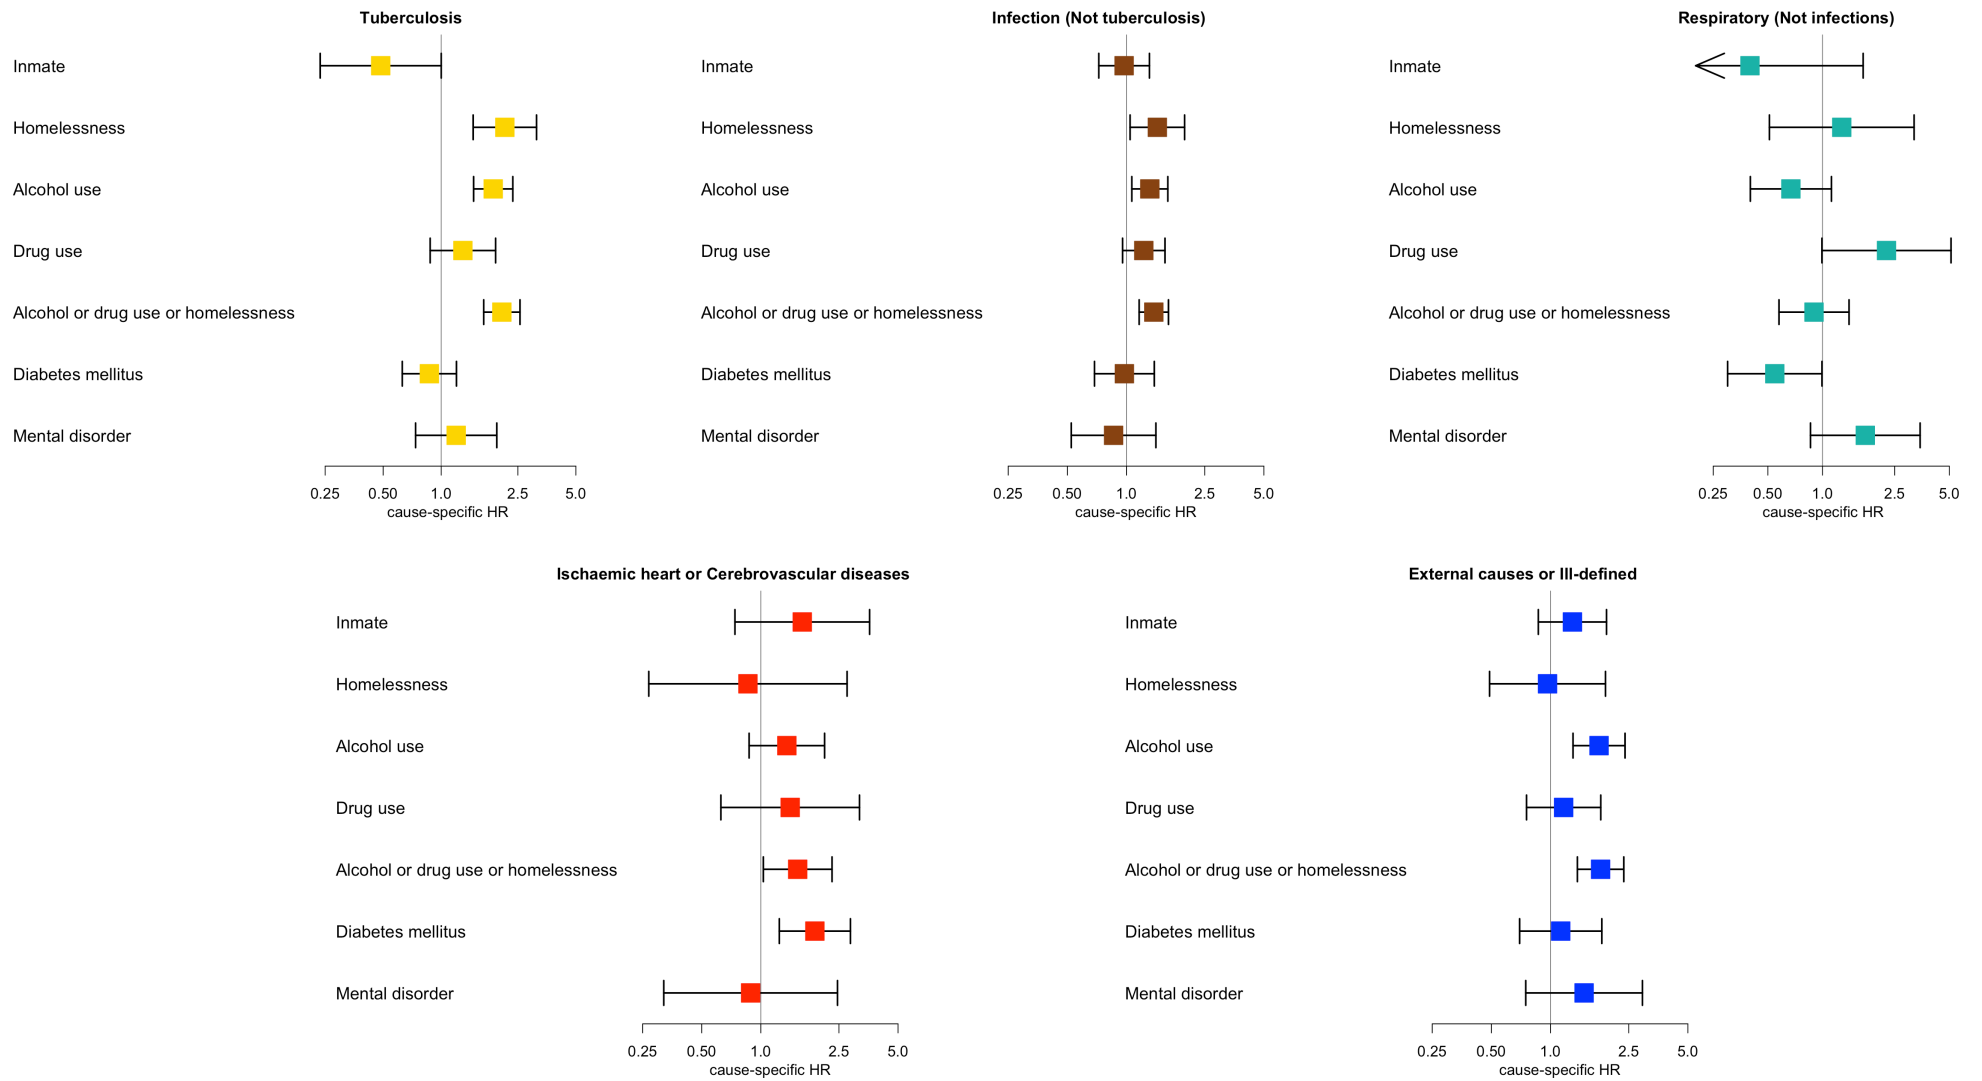 Tuberculosis
Inmate
Homelessness
Alcohol use
Drug use
Alcohol or drug use or homelessness
Diabetes mellitus
Mental disorder
0.25 0.50 1.0 2.5 5.0
cause-specific HR
Infection (Not tuberculosis)
Inmate
Homelessness
Alcohol use
Drug use
Alcohol or drug use or homelessness
Diabetes mellitus
Mental disorder
0.25 0.50 1.0 2.5 5.0
cause-specific HR
Respiratory (Not infections)
Inmate
Homelessness
Alcohol use
Drug use
Alcohol or drug use or homelessness
Diabetes mellitus
Mental disorder
0.25 0.50 1.0 2.5 5.0
cause-specific HR
Ischaemic heart or Cerebrovascular diseases
Inmate
Homelessness
Alcohol use
Drug use
Alcohol or drug use or homelessness
Diabetes mellitus
Mental disorder
0.25 0.50 1.0 2.5 5.0
cause-specific HR
External causes or Ill-defined
Inmate
Homelessness
Alcohol use
Drug use
Alcohol or drug use or homelessness
Diabetes mellitus
Mental disorder
0.25 0.50 1.0 2.5 5.0
cause-specific HR